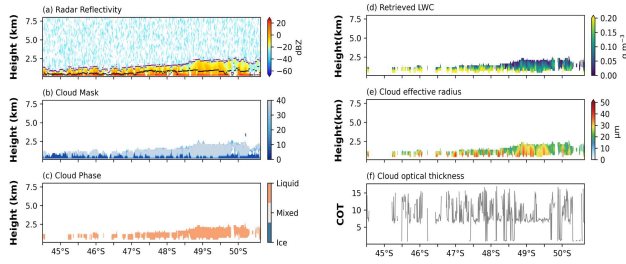 (a) Radar Reflectivity
Height (km)
7.5
5.0
2.5
20
0
−20
−40
−60
dBZ
(b) Cloud Mask
Height (km)
7.5
5.0
2.5
40
30
20
10
0
(c) Cloud Phase
Height (km)
7.5
5.0
2.5
Liquid
Mixed
Ice
45°S 46°S 47°S 48°S 49°S 50°S
(d) Retrieved LWC
Height(km)
7.5
5.0
2.5
0.20
0.15
0.10
0.05
0.00
g m⁻³
(e) Cloud effective radius
Height(km)
7.5
5.0
2.5
50
40
30
20
10
0
μm
(f) Cloud optical thickness
COT
15
10
5
45°S 46°S 47°S 48°S 49°S 50°S